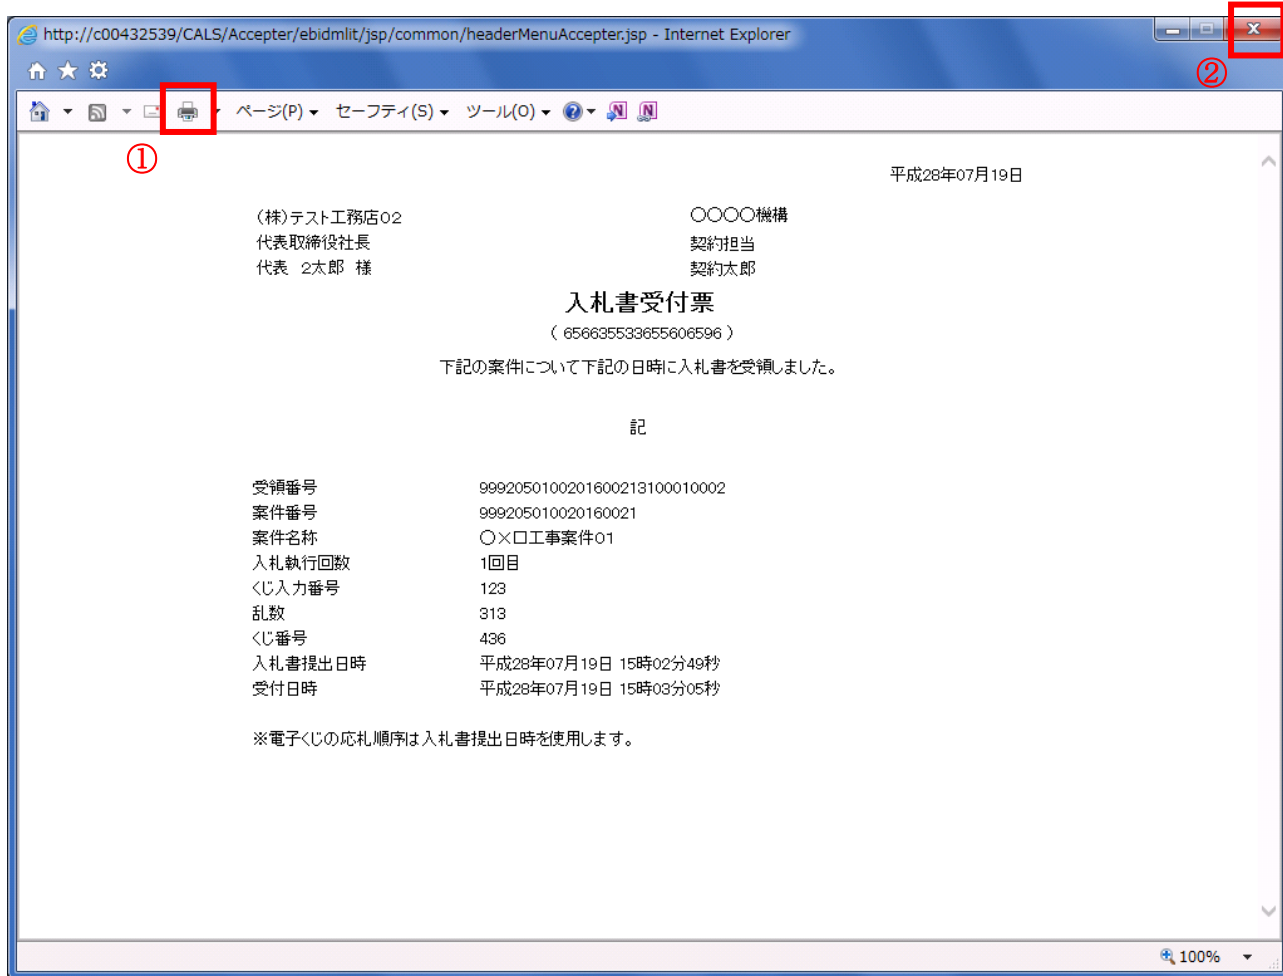 http://c00432539/CALS/Accepter/ebidmlit/jsp/common/headerMenuAccepter.jsp - Internet Explorer
②
ページ(P) セーフティ(S) ツール(O)
①
平成28年07月19日
(株)テスト工務店02 〇〇〇〇機構
代表取締役社長 契約担当
代表 2太郎 様 契約太郎
入札書受付票
( 656635533655606596 )
下記の案件について下記の日時に入札書を受領しました。
記
受領番号 99920501002016000213100010002
案件番号 999205010020160021
案件名称 〇×口工事案件01
入札執行回数 1回目
くじ入力番号 123
乱数 313
くじ番号 436
入札書提出日時 平成28年07月19日 15時02分49秒
受付日時 平成28年07月19日 15時03分05秒
※電子くじの応札順序は入札書提出日時を使用します。
100%